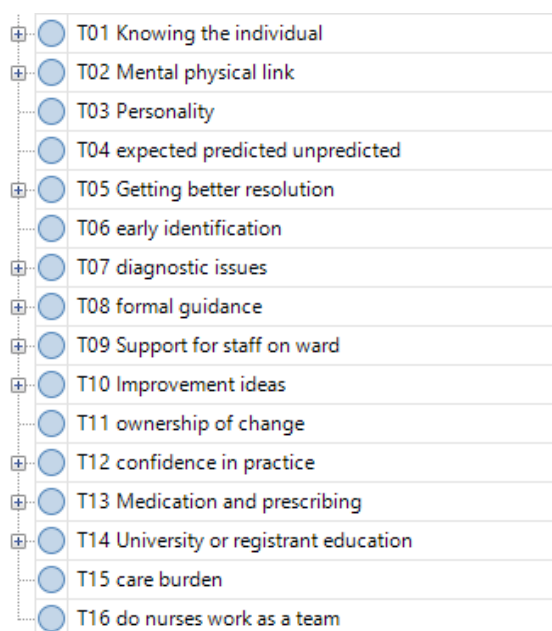 T01 Knowing the individual
T02 Mental physical link
T03 Personality
T04 expected predicted unpredicted
T05 Getting better resolution
T06 early identification
T07 diagnostic issues
T08 formal guidance
T09 Support for staff on ward
T10 Improvement ideas
T11 ownership of change
T12 confidence in practice
T13 Medication and prescribing
T14 University or registrant education
T15 care burden
T16 do nurses work as a team